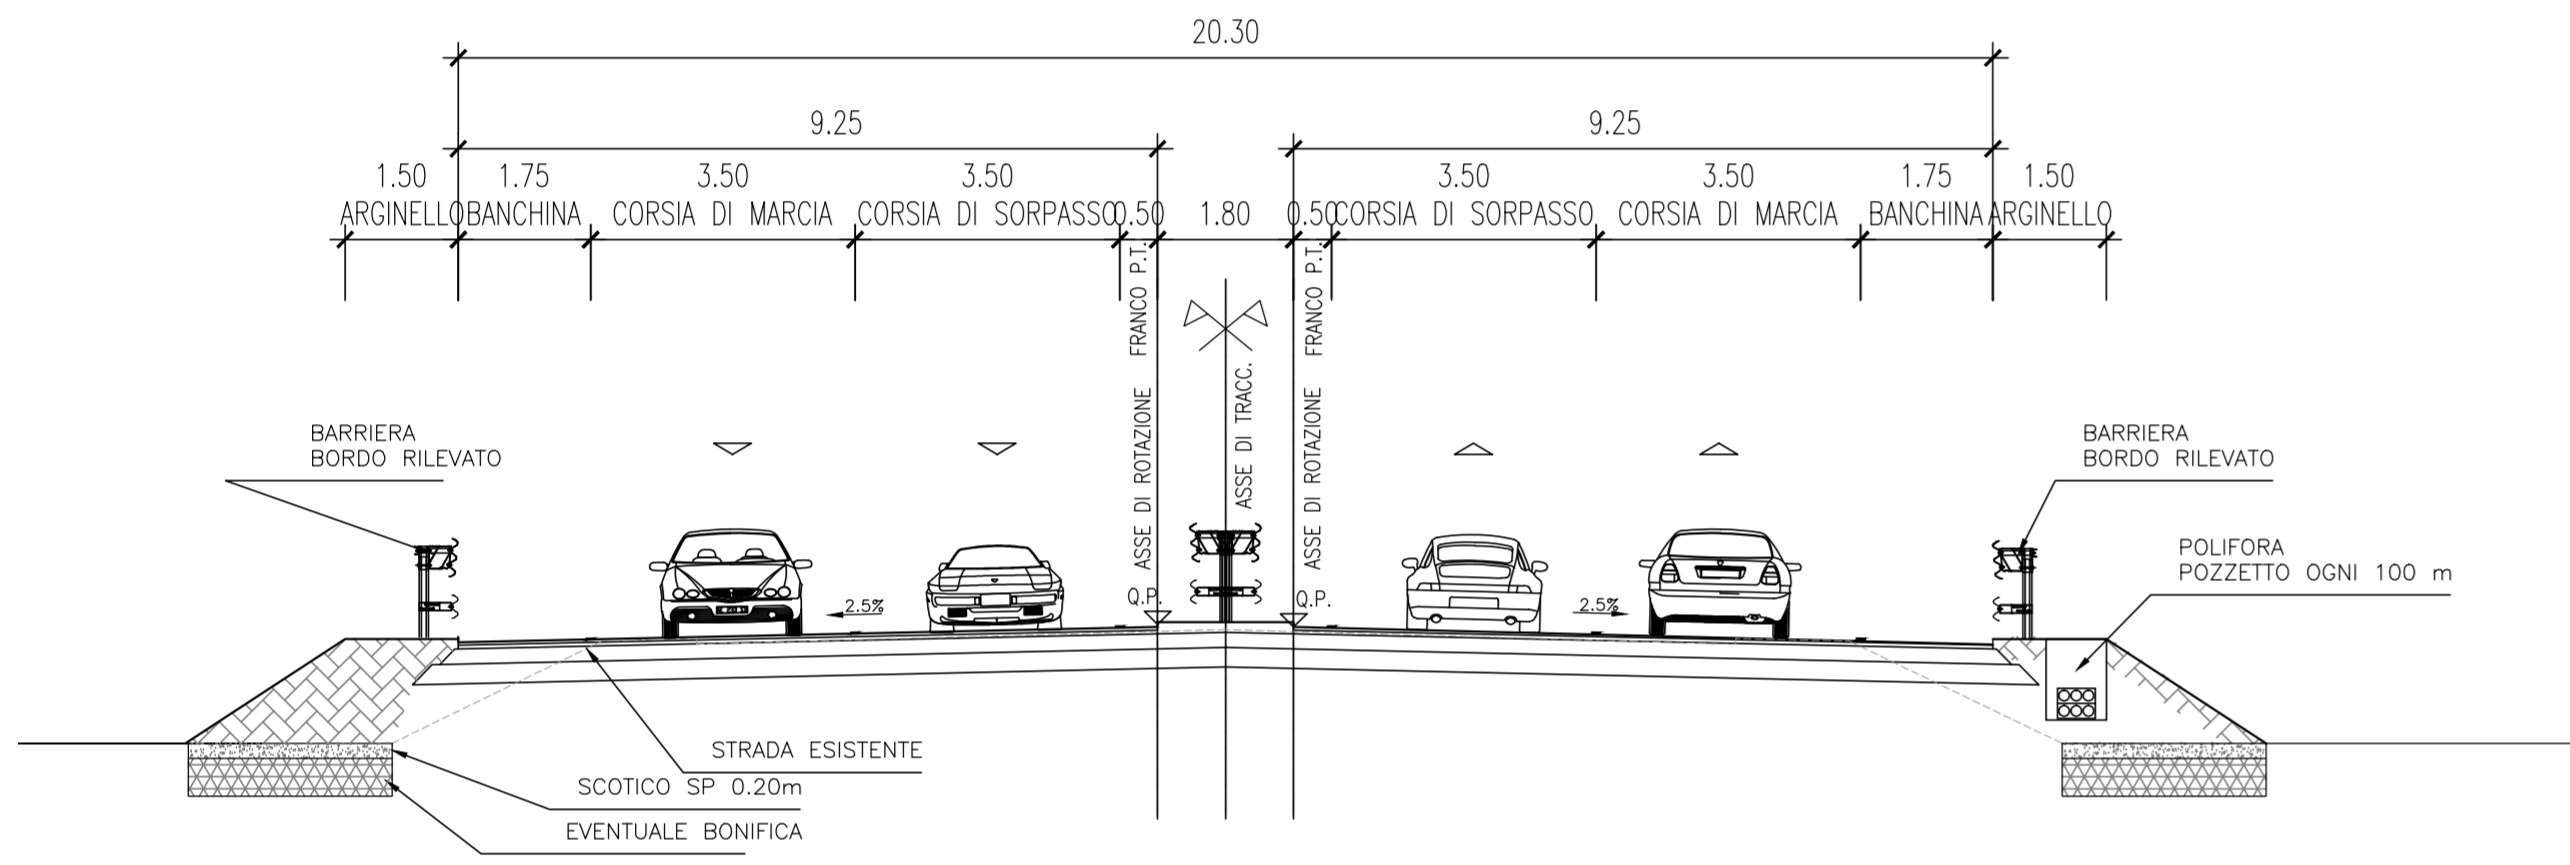 20.30
9.25 9.25
1.50 1.75 3.50 3.50 3.50 3.50 1.75 1.50
ARGINELLO BANCHINA CORSIA DI MARCIA CORSIA DI SORPASSO 0.50 1.80 0.50 CORSIA DI SORPASSO CORSIA DI MARCIA BANCHINA ARGINELLO
ASSE DI ROTAZIONE FRANCO P.T.
ASSE DI TRACC.
ASSE DI ROTAZIONE FRANCO P.T.
BARRIERA
BORDO RILEVATO
BARRIERA
BORDO RILEVATO
POLIFORA
POZZETTO OGNI 100 m
Q.P. Q.P.
2.5% 2.5%
STRADA ESISTENTE
SCOTICO SP 0.20m
EVENTUALE BONIFICA